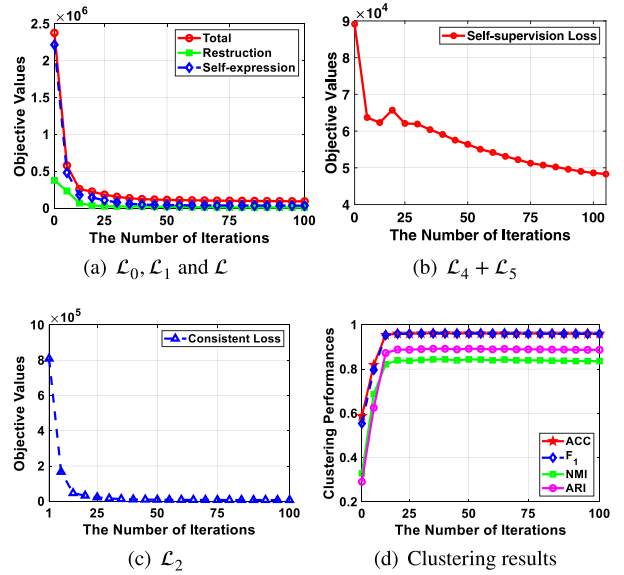 ×10^6
2.5
2
1.5
1
0.5
0
Objective Values
Total
Restruction
Self-expression
0 25 50 75 100
The Number of Iterations
(a) ℒ₀, ℒ₁ and ℒ
9 ×10^4
8
7
6
5
4
Objective Values
Self-supervision Loss
0 25 50 75 100
The Number of Iterations
(b) ℒ₄ + ℒ₅
10 ×10^5
8
6
4
2
0
Objective Values
Consistent Loss
1 25 50 75 100
The Number of Iterations
(c) ℒ₂
1
0.8
0.6
0.4
0.2
Clustering Performances
ACC
F₁
NMI
ARI
0 25 50 75 100
The Number of Iterations
(d) Clustering results